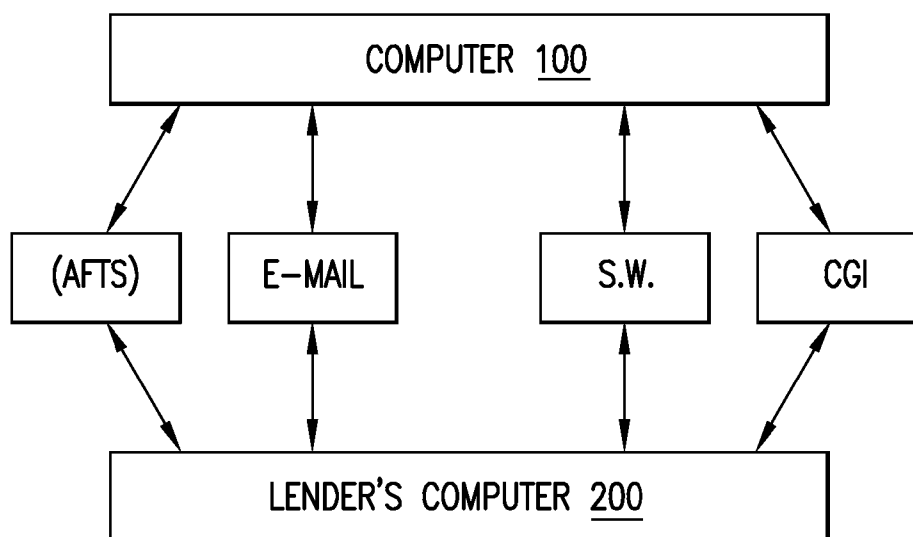 COMPUTER 100
(AFTS)
E-MAIL
S.W.
CGI
LENDER'S COMPUTER 200